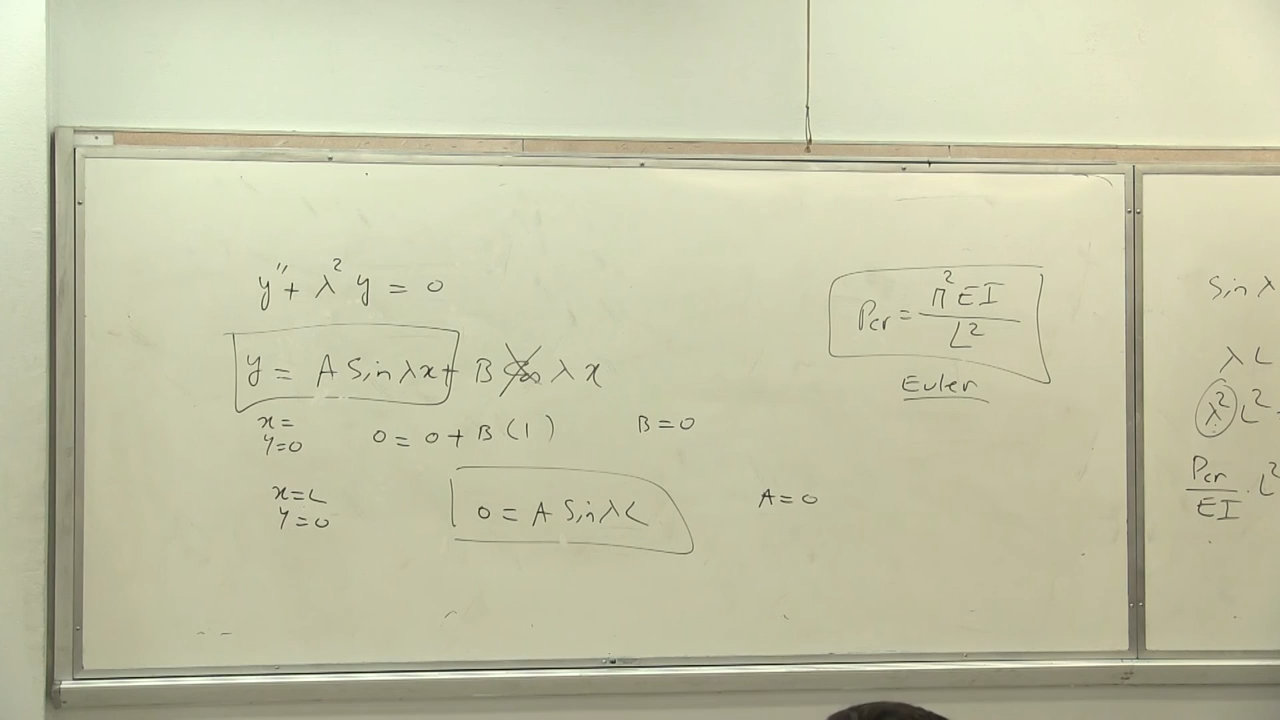 y'' + λ² y = 0
y = A Sin λx + B Cos λx
x=
y=0
0 = 0 + B(1)
B=0
x=L
y=0
0 = A Sin λL
A=0
Pcr = π² EI / L²
Euler
Sin λ
λL
λ² L²
Pcr / EI · L²